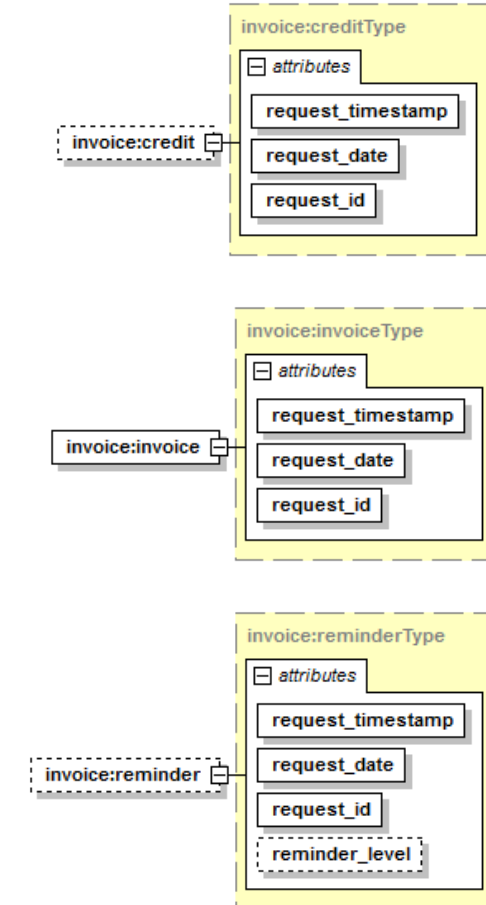 invoice:creditType
attributes
request_timestamp
invoice:credit
request_date
request_id
invoice:invoiceType
attributes
request_timestamp
invoice:invoice
request_date
request_id
invoice:reminderType
attributes
request_timestamp
request_date
invoice:reminder
request_id
reminder_level